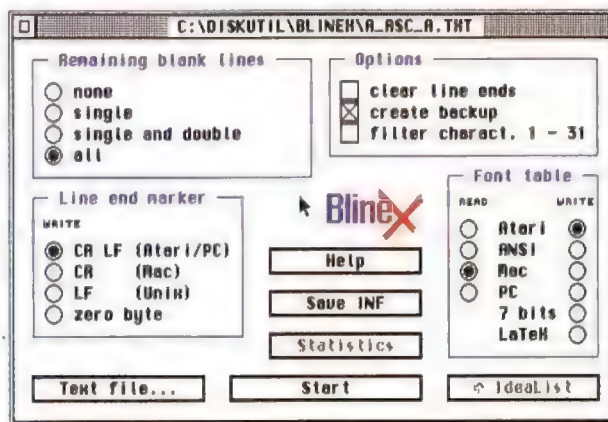 C:\DISKUTIL\BLINEX\A_ASC_A.TXT
Remaining blank lines
none
single
single and double
all
Options
clear line ends
create backup
filter charact. 1 - 31
Line end marker
WRITE
CR LF (Atari/PC)
CR (Mac)
LF (Unix)
zero byte
BlineX
Help
Save INF
Statistics
Font table
READ WRITE
Atari
ANSI
Mac
PC
7 bits
LaTeX
Text file...
Start
IdeaList